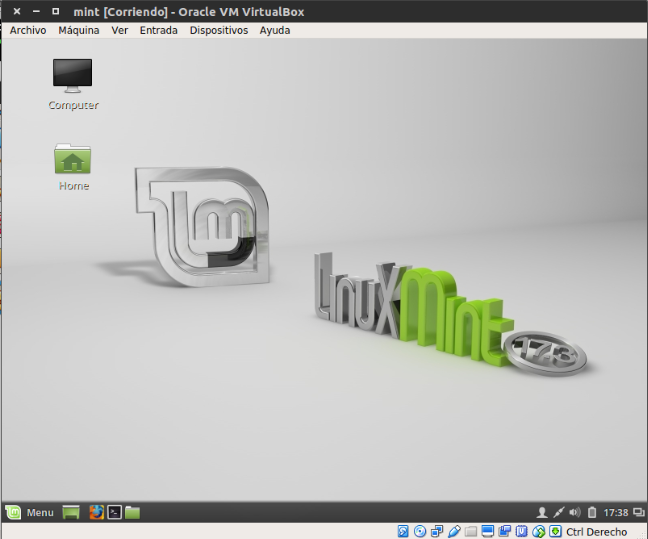 mint [Corriendo] - Oracle VM VirtualBox
Archivo Máquina Ver Entrada Dispositivos Ayuda
Computer
Home
lm
LinuxMint 17.3
Menu
17:38
Ctrl Derecho